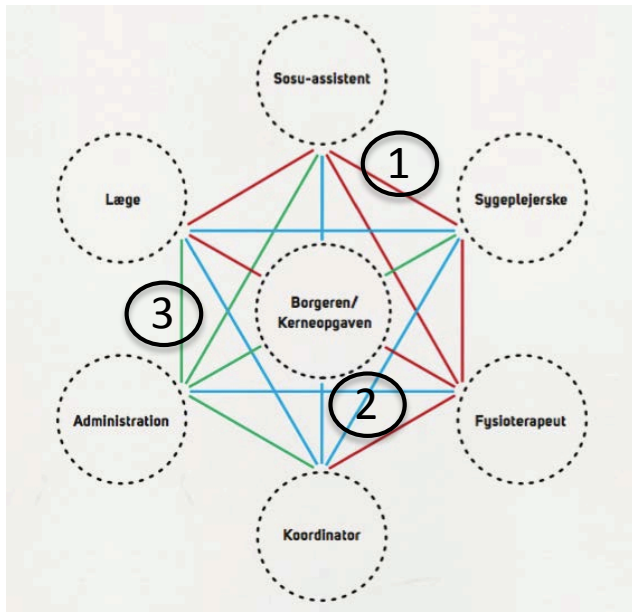 Sosu-assistent
1
Læge
Sygeplejerske
Borgeren/
Kerneopgaven
3
2
Administration
Fysioterapeut
Koordinator